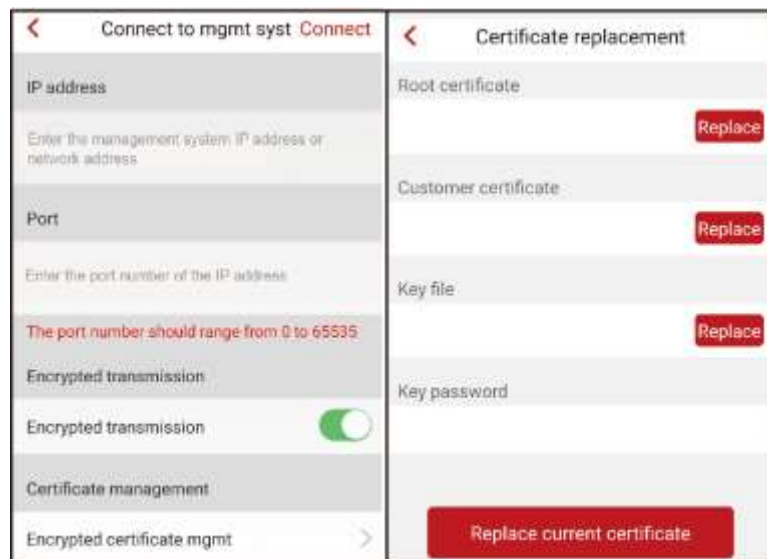 Connect to mgmt syst Connect
IP address
Enter the management system IP address or
network address
Port
Enter the port number of the IP address
The port number should range from 0 to 65535
Encrypted transmission
Encrypted transmission
Certificate management
Encrypted certificate mgmt
Certificate replacement
Root certificate
Replace
Customer certificate
Replace
Key file
Replace
Key password
Replace current certificate